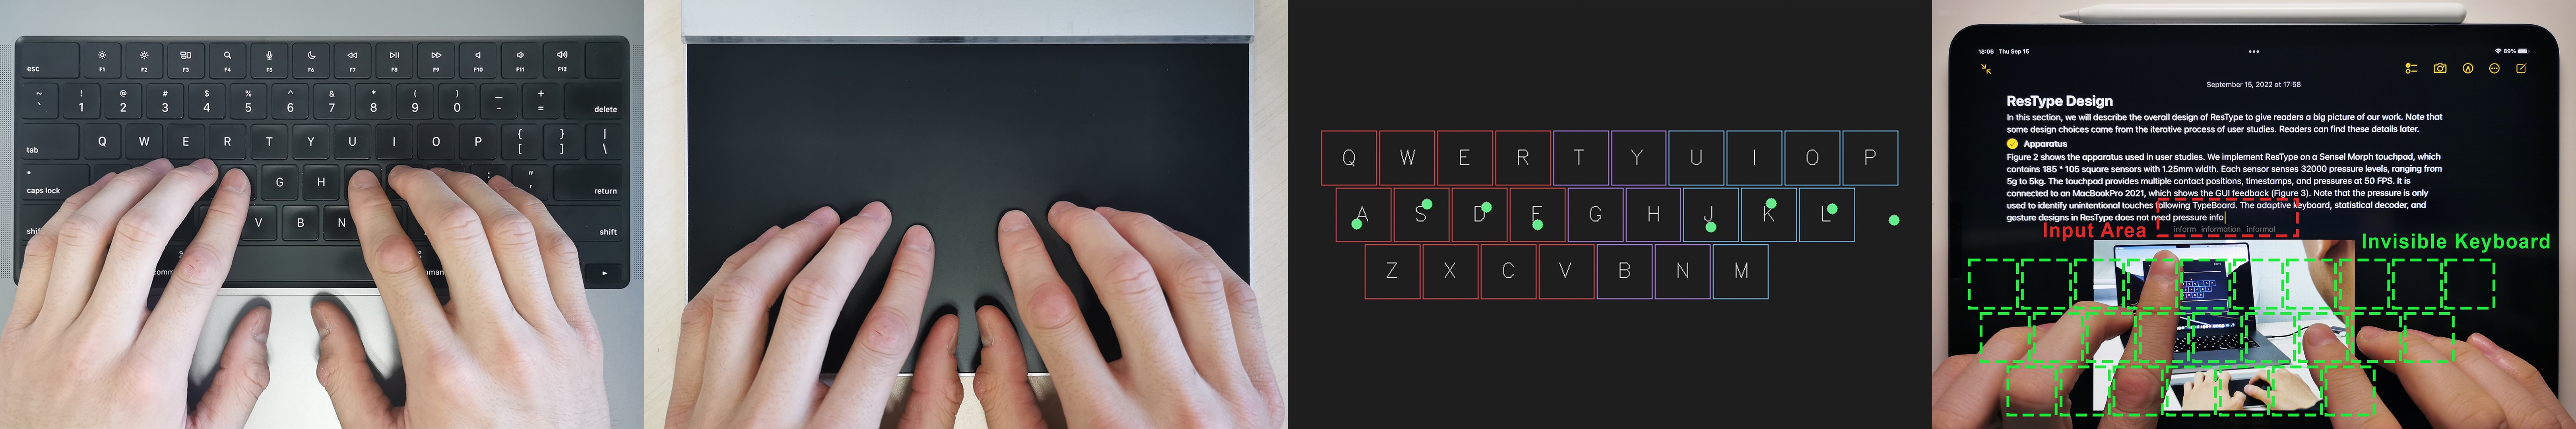 F1 F2 F3 F4 F5 F6 F7 F8 F9 F10 F11 F12
esc
~ ! @ # $ % ^ & * ( ) _ +
` 1 2 3 4 5 6 7 8 9 0 - = delete
tab Q W E R T Y U I O P { [ } ] | \
caps lock G H : " ' return
shif V B N shift
comm mman
Q W E R T Y U I O P
A S D F G H J K L
Z X C V B N M
18:06 Thu Sep 15 89%
September 15, 2022 at 17:58
ResType Design
In this section, we will describe the overall design of ResType to give readers a big picture of our work. Note that
some design choices came from the iterative process of user studies. Readers can find these details later.
Apparatus
Figure 2 shows the apparatus used in user studies. We implement ResType on a Sensel Morph touchpad, which
contains 185 * 105 square sensors with 1.25mm width. Each sensor senses 32000 pressure levels, ranging from
5g to 5kg. The touchpad provides multiple contact positions, timestamps, and pressures at 50 FPS. It is
connected to an MacBookPro 2021, which shows the GUI feedback (Figure 3). Note that the pressure is only
used to identify unintentional touches following TypeBoard. The adaptive keyboard, statistical decoder, and
gesture designs in ResType does not need pressure info
inform information informal
Input Area
Invisible Keyboard